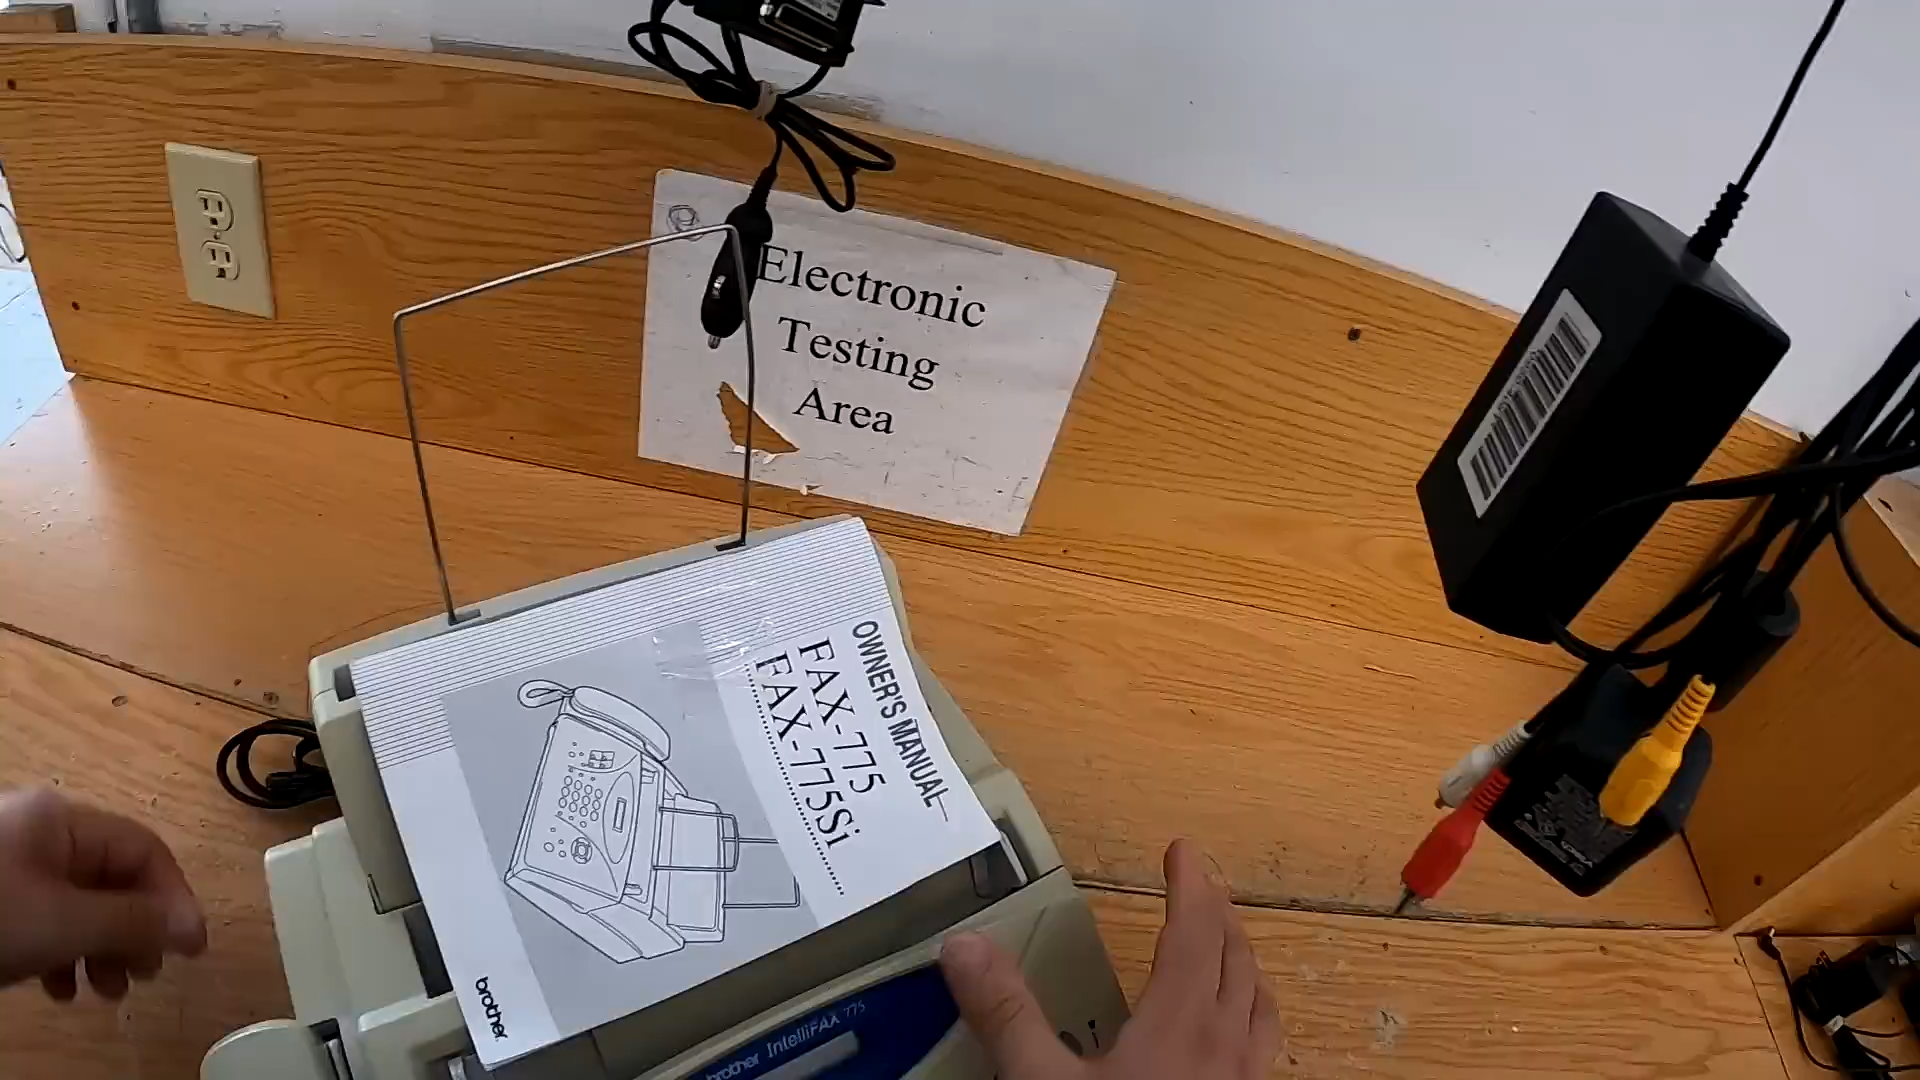 Electronic
Testing
Area
OWNER'S MANUAL
FAX-775
FAX-775Si
brother
brother IntelliFAX 775